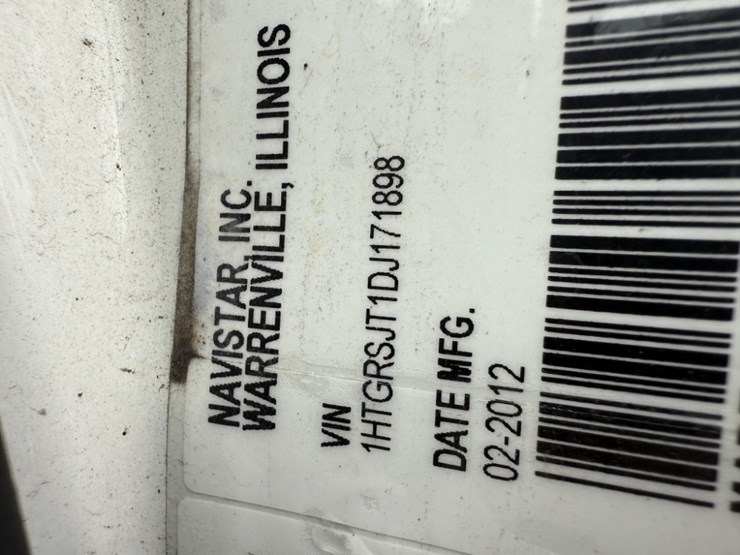 NAVISTAR, INC.
WARRENVILLE, ILLINOIS
VIN
1HTGRSJT1DJ171898
DATE MFG.
02-2012